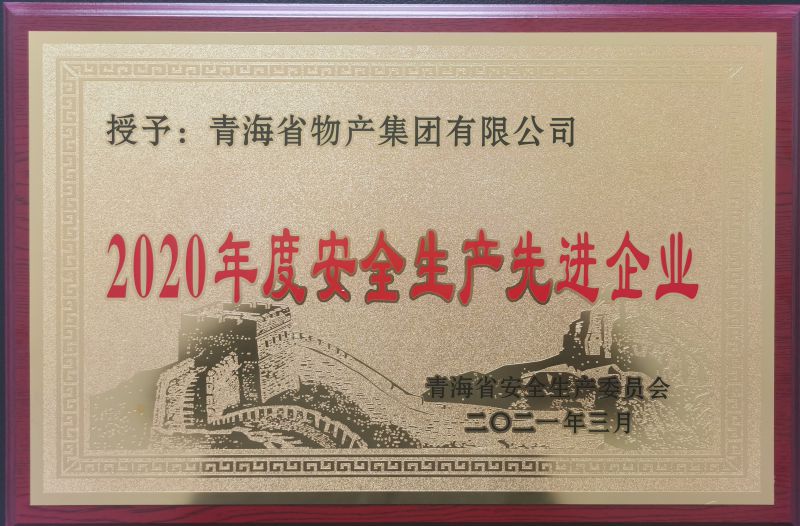 授予：青海省物产集团有限公司
2020年度安全生产先进企业
青海省安全生产委员会
二〇二一年三月